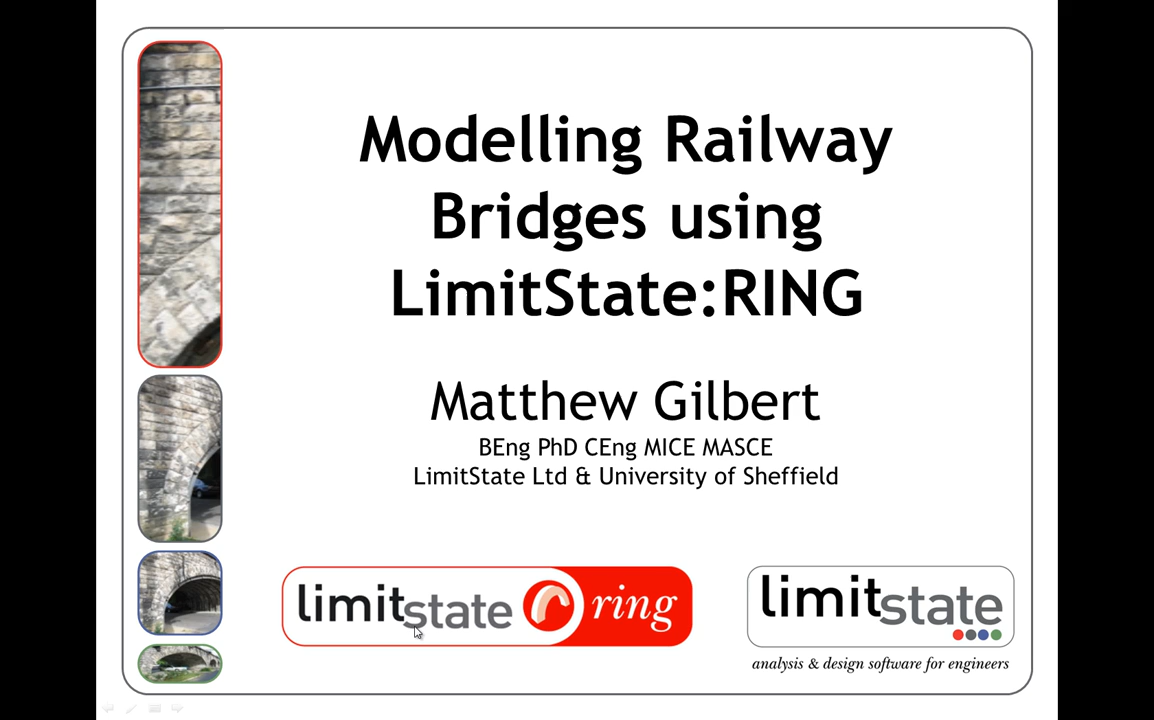 Modelling Railway
Bridges using
LimitState:RING
Matthew Gilbert
BEng PhD CEng MICE MASCE
LimitState Ltd & University of Sheffield
limitstate ring
limitstate
analysis & design software for engineers